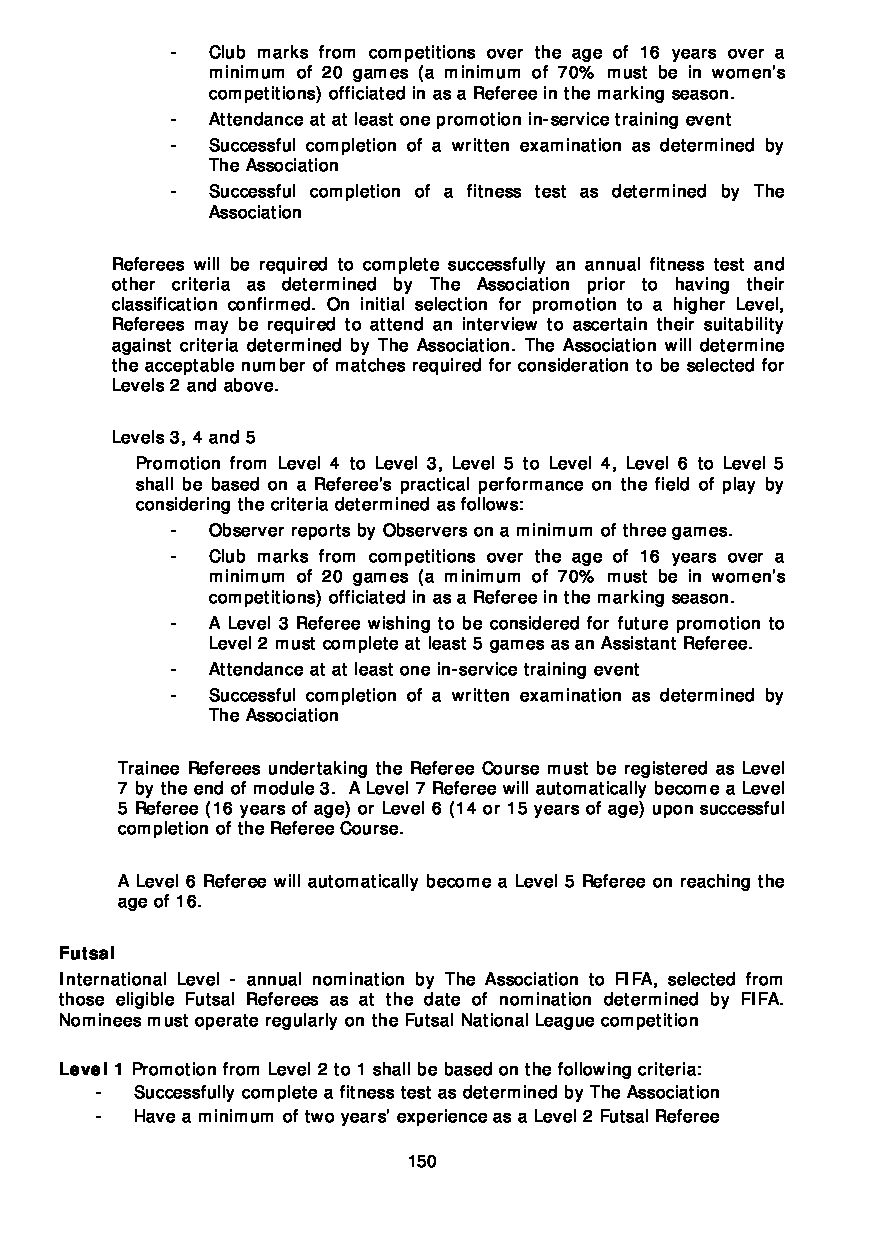 - Club marks from competitions over the age of 16 years over a
minimum of 20 games (a minimum of 70% must be in women's
competitions) officiated in as a Referee in the marking season.
- Attendance at at least one promotion in-service training event
- Successful completion of a written examination as determined by
The Association
- Successful completion of a fitness test as determined by The
Association
Referees will be required to complete successfully an annual fitness test and
other criteria as determined by The Association prior to having their
classification confirmed. On initial selection for promotion to a higher Level,
Referees may be required to attend an interview to ascertain their suitability
against criteria determined by The Association. The Association will determine
the acceptable number of matches required for consideration to be selected for
Levels 2 and above.
Levels 3, 4 and 5
Promotion from Level 4 to Level 3, Level 5 to Level 4, Level 6 to Level 5
shall be based on a Referee's practical performance on the field of play by
considering the criteria determined as follows:
- Observer reports by Observers on a minimum of three games.
- Club marks from competitions over the age of 16 years over a
minimum of 20 games (a minimum of 70% must be in women's
competitions) officiated in as a Referee in the marking season.
- A Level 3 Referee wishing to be considered for future promotion to
Level 2 must complete at least 5 games as an Assistant Referee.
- Attendance at at least one in-service training event
- Successful completion of a written examination as determined by
The Association
Trainee Referees undertaking the Referee Course must be registered as Level
7 by the end of module 3. A Level 7 Referee will automatically become a Level
5 Referee (16 years of age) or Level 6 (14 or 15 years of age) upon successful
completion of the Referee Course.
A Level 6 Referee will automatically become a Level 5 Referee on reaching the
age of 16.
Futsal
International Level - annual nomination by The Association to FIFA, selected from
those eligible Futsal Referees as at the date of nomination determined by FIFA.
Nominees must operate regularly on the Futsal National League competition
Level 1 Promotion from Level 2 to 1 shall be based on the following criteria:
- Successfully complete a fitness test as determined by The Association
- Have a minimum of two years' experience as a Level 2 Futsal Referee
150